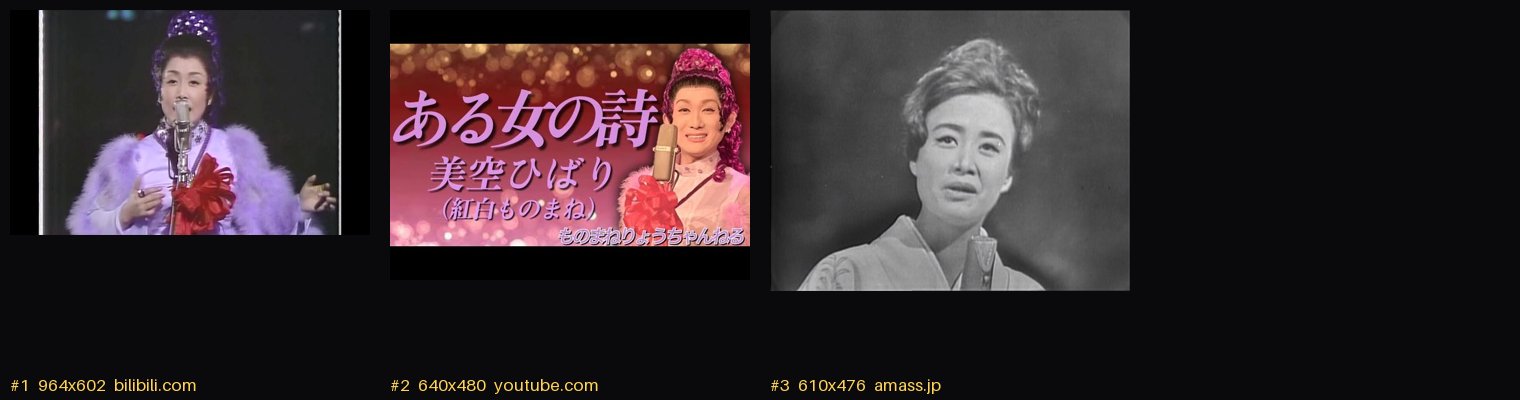 ある女の詩
美空ひばり
(紅白ものまね)
ものまねりょうちゃんねる
#1 964x602 bilibili.com
#2 640x480 youtube.com
#3 610x476 amass.jp